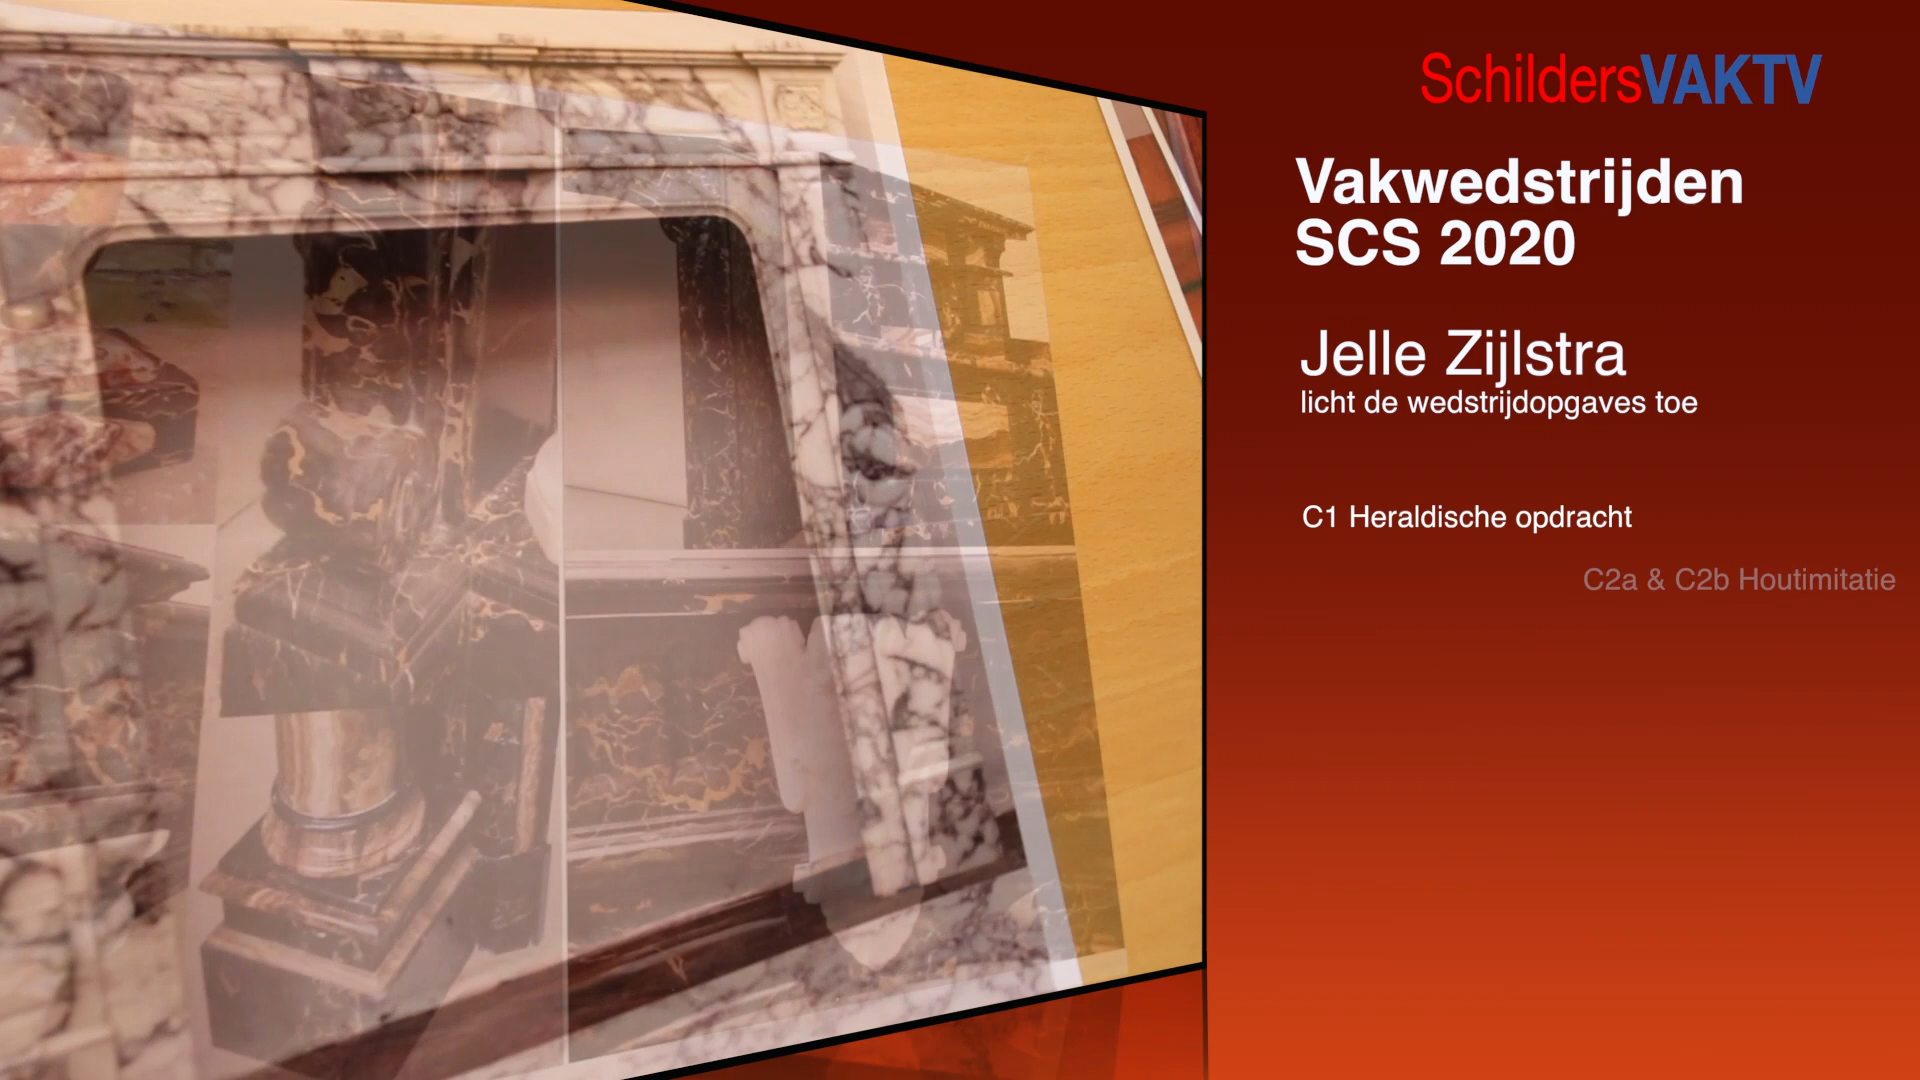 SchildersVAKTV
Vakwedstrijden
SCS 2020
Jelle Zijlstra
licht de wedstrijdopgaves toe
C1 Heraldische opdracht
C2a & C2b Houtimitatie